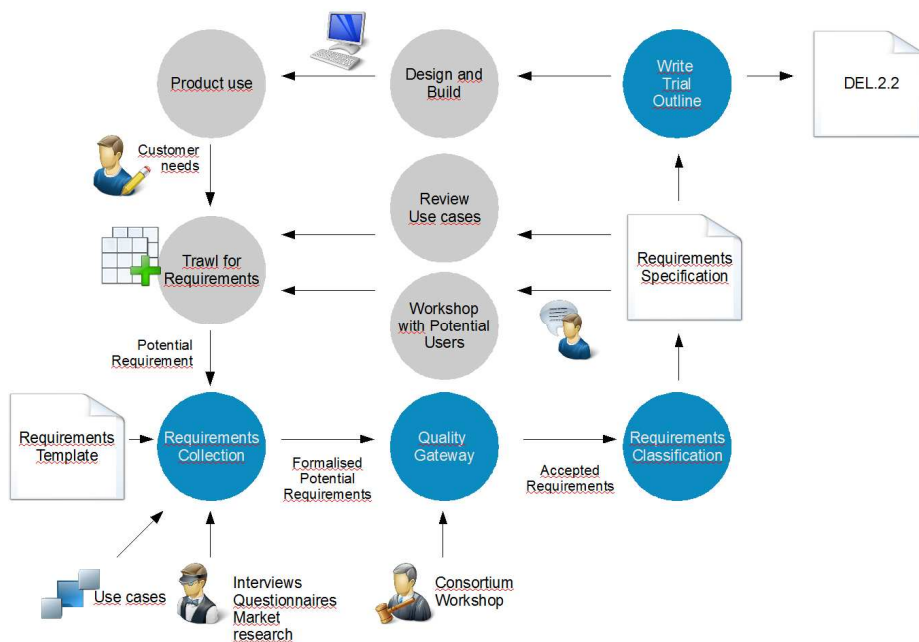 Product use
Design and
Build
Write
Trial
Outline
DEL.2.2
Customer
needs
Review
Use cases
Trawl for
Requirements
Requirements
Specification
Workshop
with Potential
Users
Potential
Requirement
Requirements
Template
Requirements
Collection
Quality
Gateway
Requirements
Classification
Formalised
Potential
Requirements
Accepted
Requirements
Use cases
Interviews
Questionnaires
Market
research
Consortium
Workshop